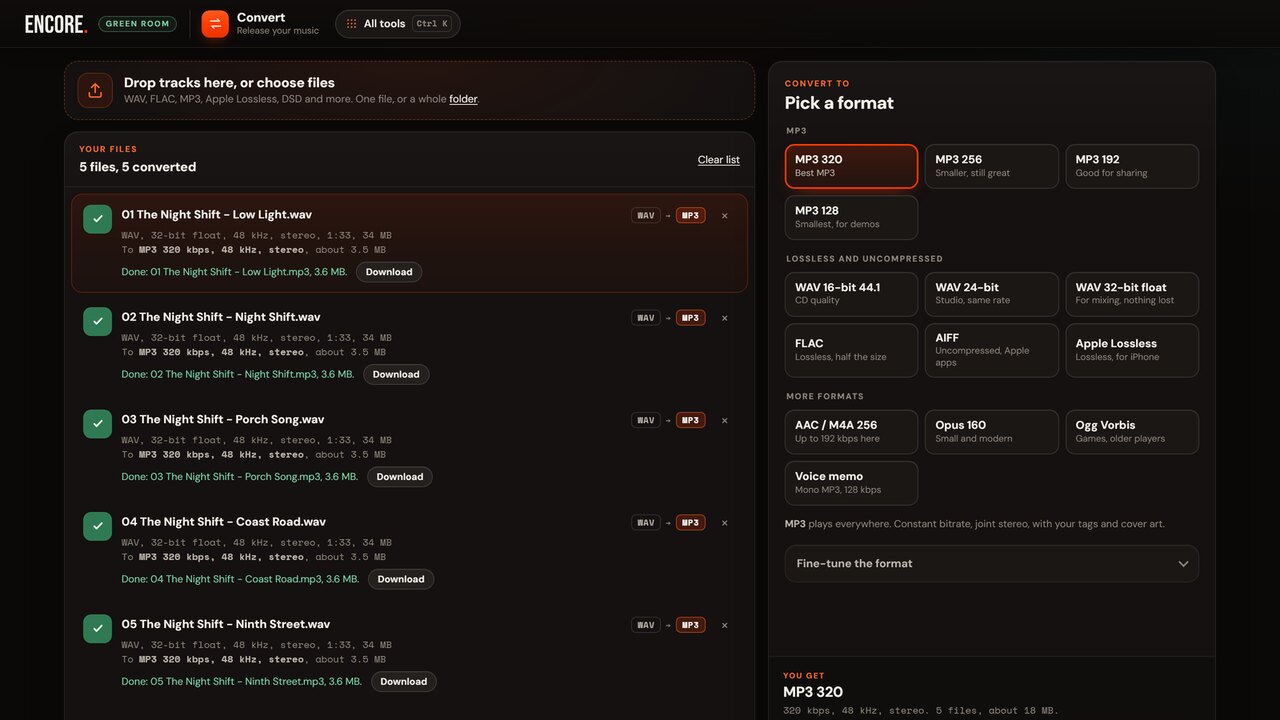 ENCORE.
GREEN ROOM
Convert
Release your music
All tools
Ctrl K
Drop tracks here, or choose files
WAV, FLAC, MP3, Apple Lossless, DSD and more. One file, or a whole folder.
YOUR FILES
5 files, 5 converted
Clear list
01 The Night Shift - Low Light.wav
WAV → MP3 ×
WAV, 32-bit float, 48 kHz, stereo, 1:33, 34 MB
To MP3 320 kbps, 48 kHz, stereo, about 3.5 MB
Done: 01 The Night Shift - Low Light.mp3, 3.6 MB.
Download
02 The Night Shift - Night Shift.wav
WAV → MP3 ×
WAV, 32-bit float, 48 kHz, stereo, 1:33, 34 MB
To MP3 320 kbps, 48 kHz, stereo, about 3.5 MB
Done: 02 The Night Shift - Night Shift.mp3, 3.6 MB.
Download
03 The Night Shift - Porch Song.wav
WAV → MP3 ×
WAV, 32-bit float, 48 kHz, stereo, 1:33, 34 MB
To MP3 320 kbps, 48 kHz, stereo, about 3.5 MB
Done: 03 The Night Shift - Porch Song.mp3, 3.6 MB.
Download
04 The Night Shift - Coast Road.wav
WAV → MP3 ×
WAV, 32-bit float, 48 kHz, stereo, 1:33, 34 MB
To MP3 320 kbps, 48 kHz, stereo, about 3.5 MB
Done: 04 The Night Shift - Coast Road.mp3, 3.6 MB.
Download
05 The Night Shift - Ninth Street.wav
WAV → MP3 ×
WAV, 32-bit float, 48 kHz, stereo, 1:33, 34 MB
To MP3 320 kbps, 48 kHz, stereo, about 3.5 MB
Done: 05 The Night Shift - Ninth Street.mp3, 3.6 MB.
Download
CONVERT TO
Pick a format
MP3
MP3 320
Best MP3
MP3 256
Smaller, still great
MP3 192
Good for sharing
MP3 128
Smallest, for demos
LOSSLESS AND UNCOMPRESSED
WAV 16-bit 44.1
CD quality
WAV 24-bit
Studio, same rate
WAV 32-bit float
For mixing, nothing lost
FLAC
Lossless, half the size
AIFF
Uncompressed, Apple
apps
Apple Lossless
Lossless, for iPhone
MORE FORMATS
AAC / M4A 256
Up to 192 kbps here
Opus 160
Small and modern
Ogg Vorbis
Games, older players
Voice memo
Mono MP3, 128 kbps
MP3 plays everywhere. Constant bitrate, joint stereo, with your tags and cover art.
Fine-tune the format
YOU GET
MP3 320
320 kbps, 48 kHz, stereo. 5 files, about 18 MB.